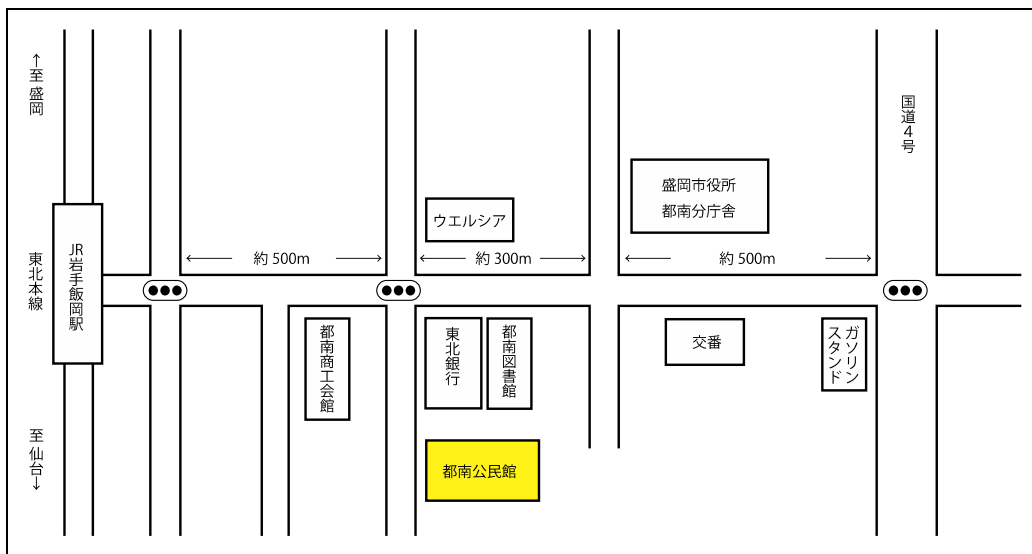 ←至 盛岡
JR岩手飯岡駅
東北本線
至 仙台→
国道4号
盛岡市役所
都南分庁舎
ウエルシア
約 500m
約 300m
約 500m
都南商工会館
東北銀行
都南図書館
交番
ガソリン
スタンド
都南公民館